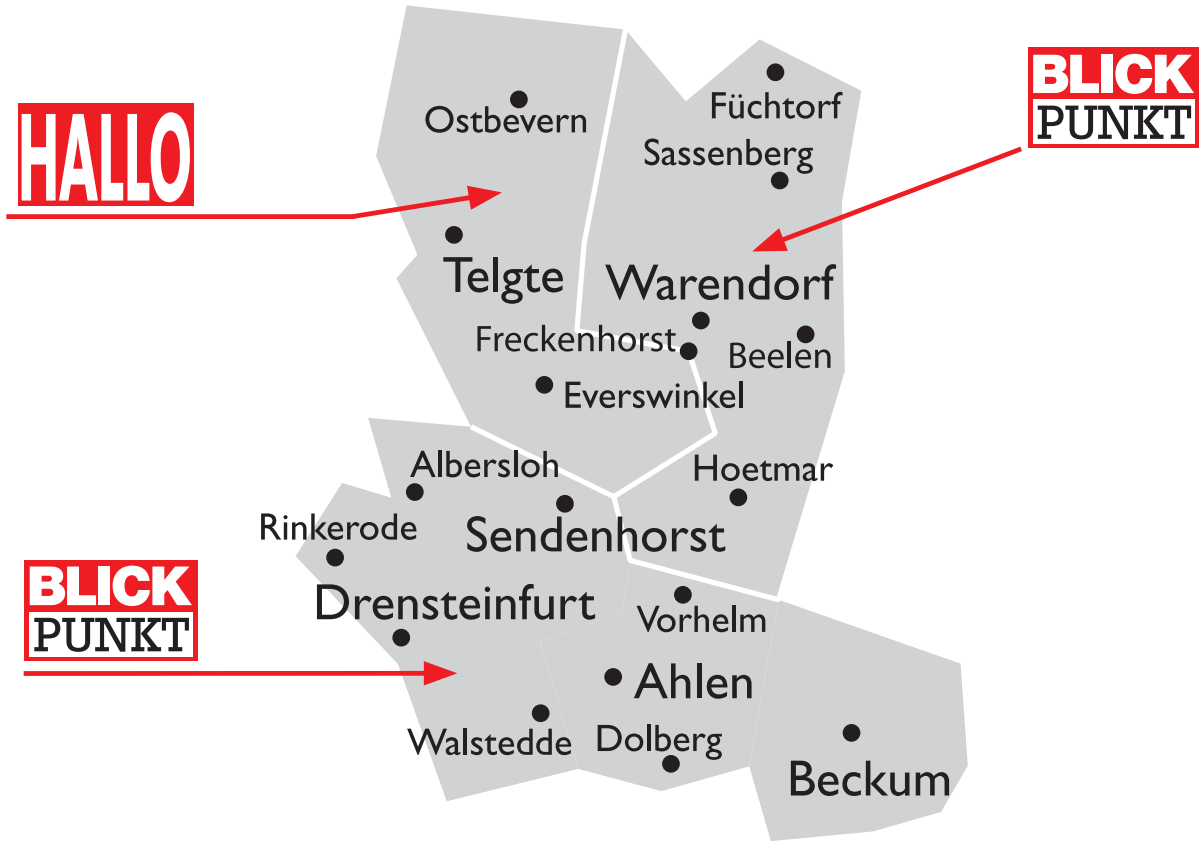 BLICK
PUNKT
HALLO
Ostbevern
Füchtorf
Sassenberg
Telgte
Warendorf
Freckenhorst
Beelen
Everswinkel
Albersloh
Hoetmar
Rinkerode
Sendenhorst
BLICK
PUNKT
Drensteinfurt
Vorhelm
Ahlen
Walstedde
Dolberg
Beckum